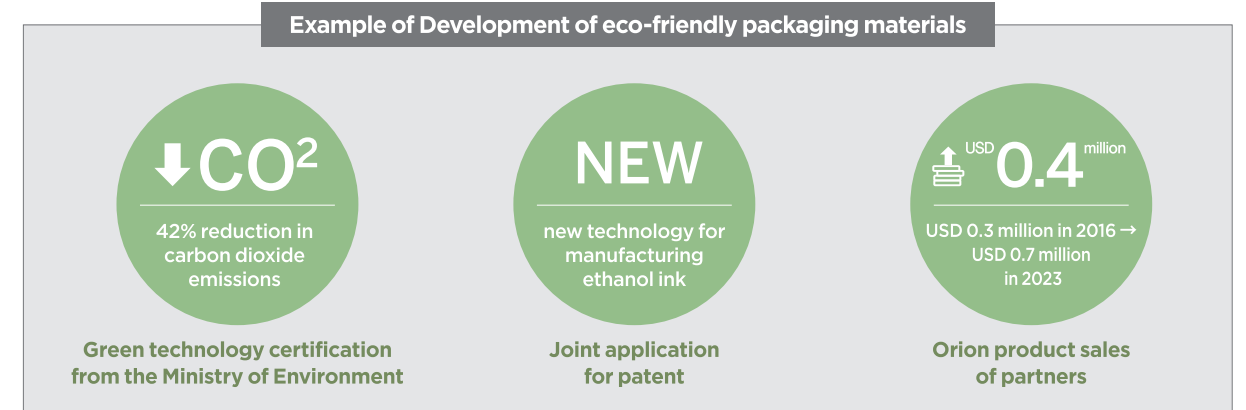 Example of Development of eco-friendly packaging materials
CO²
42% reduction in
carbon dioxide
emissions
Green technology certification
from the Ministry of Environment
NEW
new technology for
manufacturing
ethanol ink
Joint application
for patent
USD 0.4 million
USD 0.3 million in 2016 →
USD 0.7 million
in 2023
Orion product sales
of partners